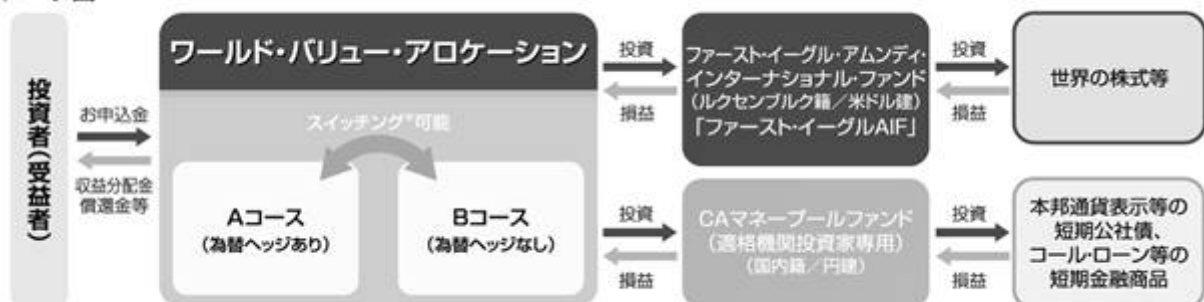 投資者(受益者)
お申込金
収益分配金
償還金等
ワールド・バリュー・アロケーション
スイッチング*可能
Aコース
(為替ヘッジあり)
Bコース
(為替ヘッジなし)
投資
損益
ファースト・イーグル・アムンディ・
インターナショナル・ファンド
(ルクセンブルク籍/米ドル建)
「ファースト・イーグルAIF」
投資
損益
世界の株式等
投資
損益
CAマネープールファンド
(適格機関投資家専用)
(国内籍/円建)
投資
損益
本邦通貨表示等の
短期公社債、
コール・ローン等の
短期金融商品